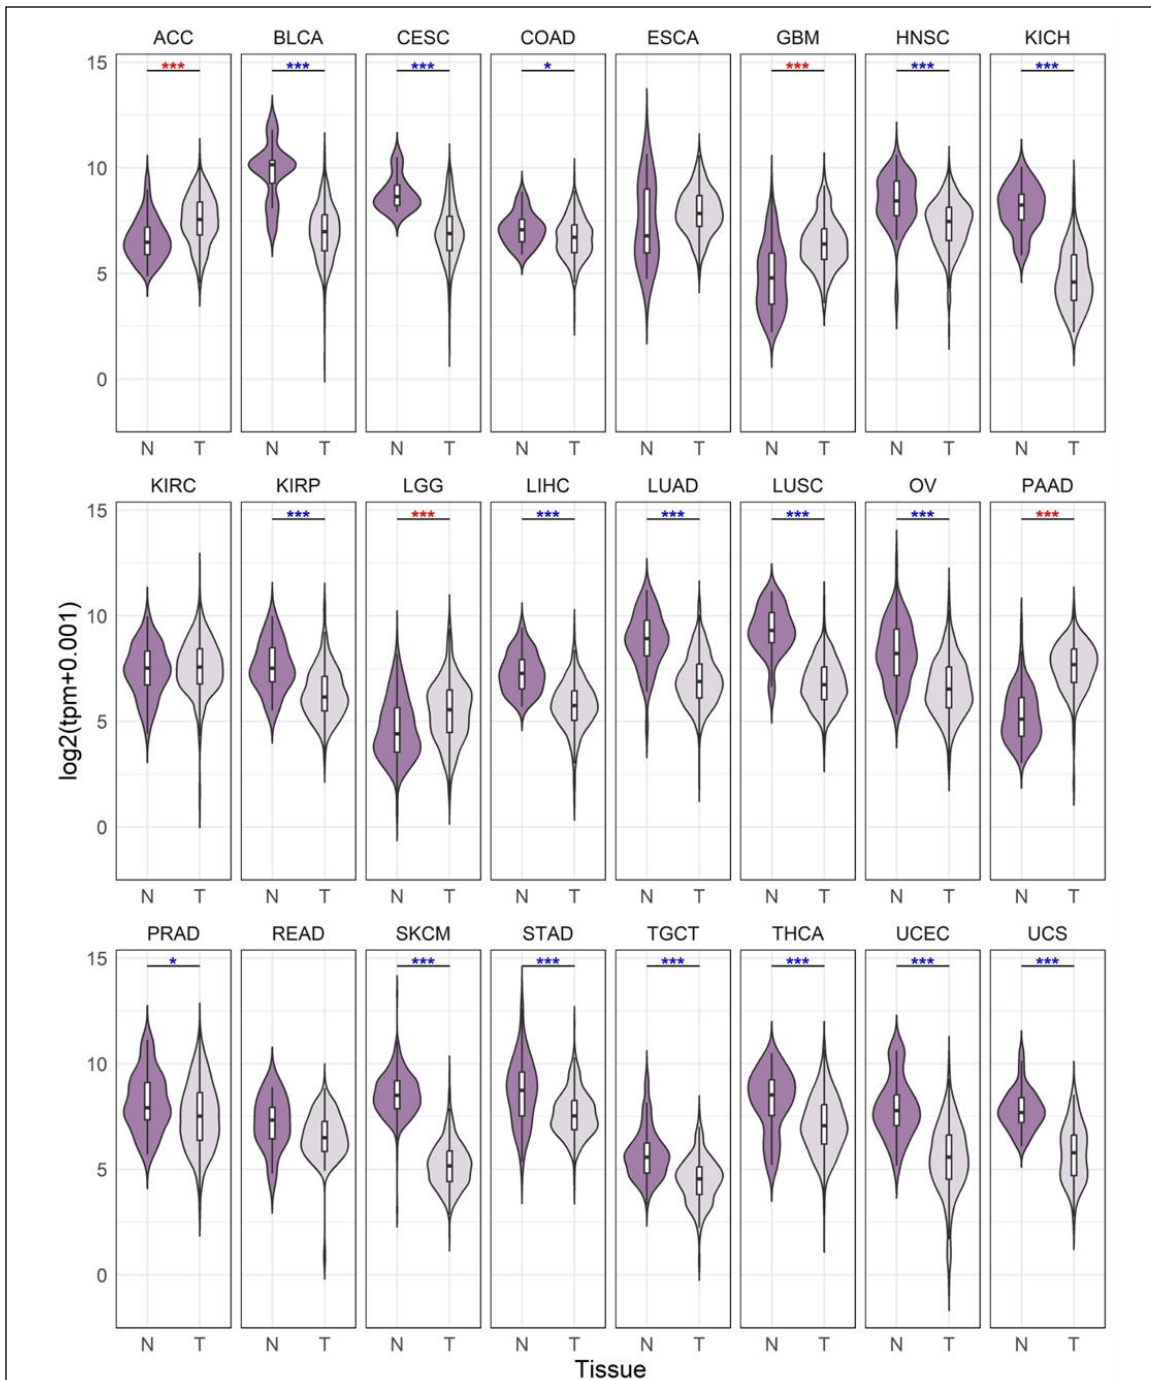 ACC BLCA CESC COAD ESCA GBM HNSC KICH
15
*** *** *** * *** *** ***
10
5
0
N T N T N T N T N T N T N T N T
KIRC KIRP LGG LIHC LUAD LUSC OV PAAD
15
*** *** *** *** *** *** ***
10
5
log2(tpm+0.001)
0
N T N T N T N T N T N T N T N T
PRAD READ SKCM STAD TGCT THCA UCEC UCS
15
* *** *** *** *** *** ***
10
5
0
N T N T N T N T N T N T N T N T
Tissue